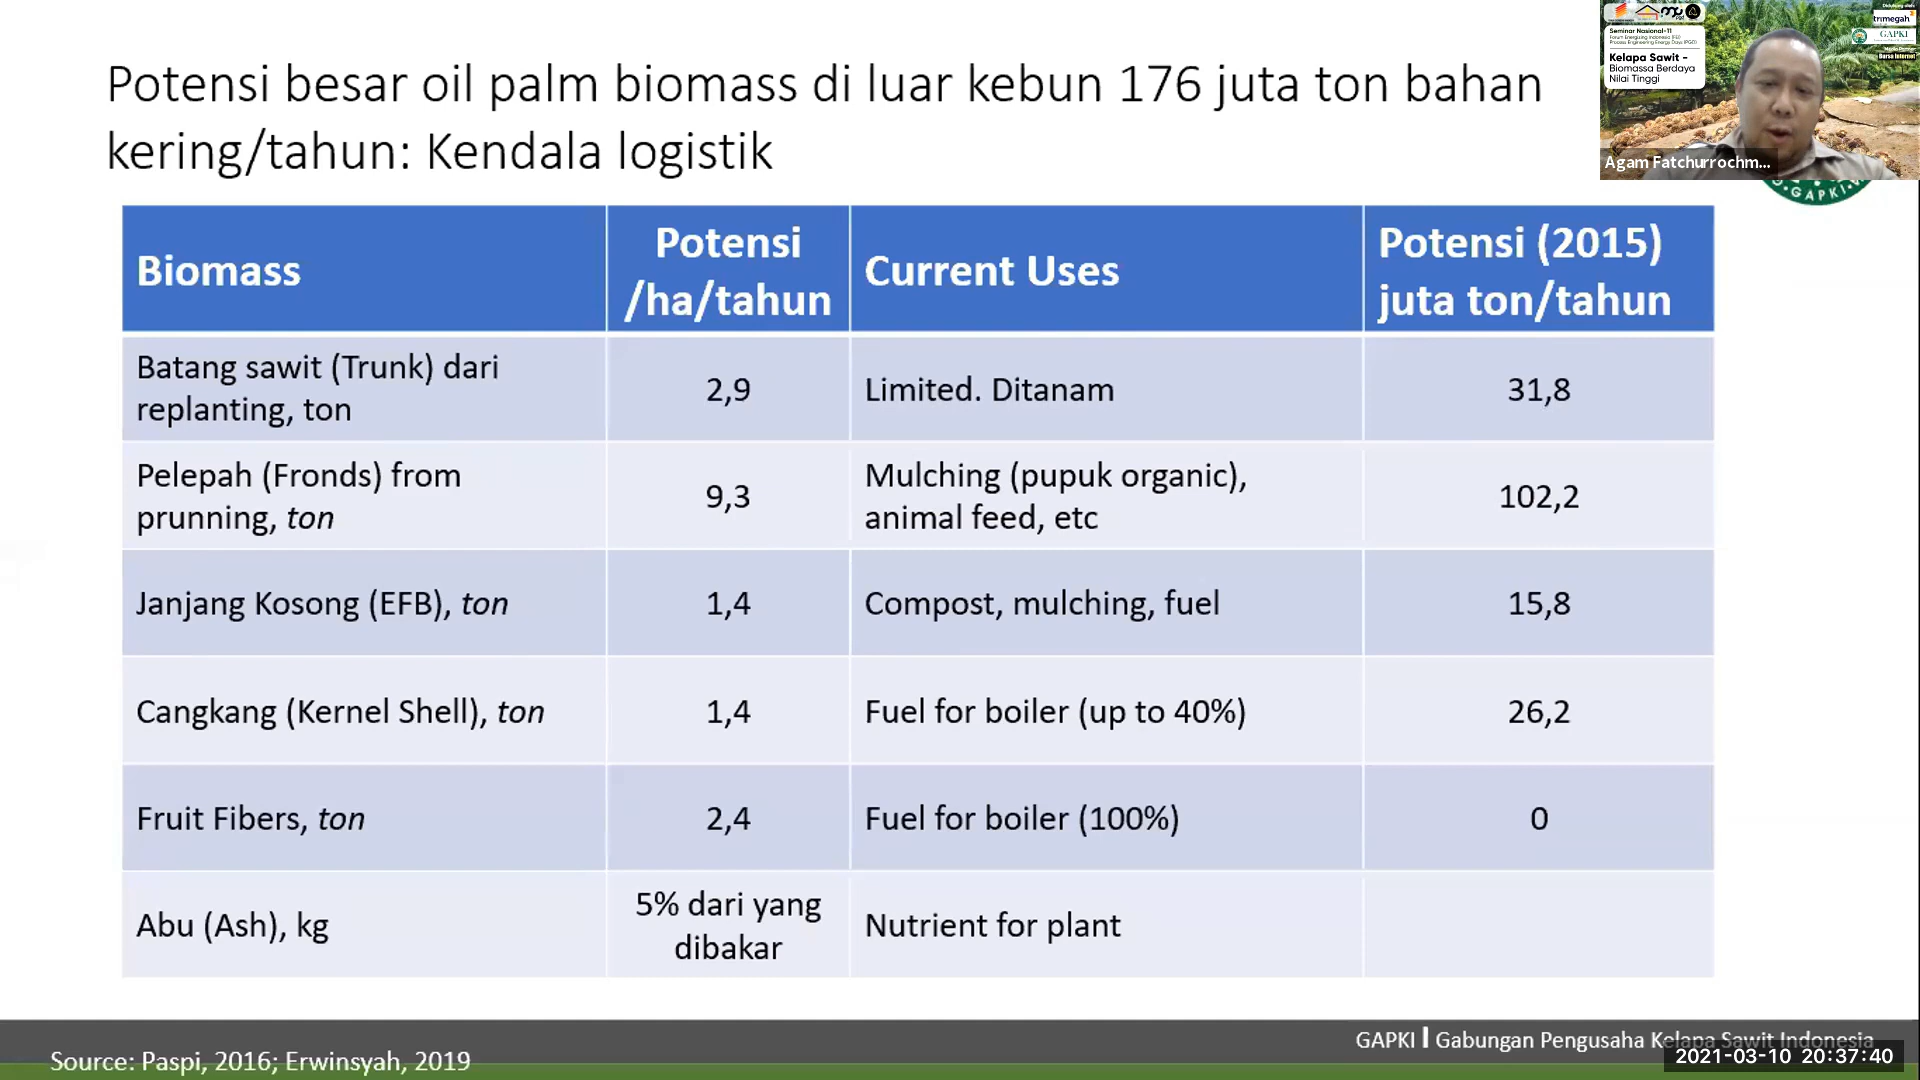 Potensi besar oil palm biomass di luar kebun 176 juta ton bahan
kering/tahun: Kendala logistik
Seminar Nasional-11
Kelapa Sawit -
Biomassa Berdaya
Nilai Tinggi
trimegah
GAPKI
Agam Fatchurrochm...
GAPKI
Biomass
Potensi
/ha/tahun
Current Uses
Potensi (2015)
juta ton/tahun
Batang sawit (Trunk) dari
replanting, ton
2,9
Limited. Ditanam
31,8
Pelepah (Fronds) from
prunning, ton
9,3
Mulching (pupuk organic),
animal feed, etc
102,2
Janjang Kosong (EFB), ton
1,4
Compost, mulching, fuel
15,8
Cangkang (Kernel Shell), ton
1,4
Fuel for boiler (up to 40%)
26,2
Fruit Fibers, ton
2,4
Fuel for boiler (100%)
0
Abu (Ash), kg
5% dari yang
dibakar
Nutrient for plant
GAPKI | Gabungan Pengusaha Kelapa Sawit Indonesia
Source: Paspi, 2016; Erwinsyah, 2019
2021-03-10 20:37:40